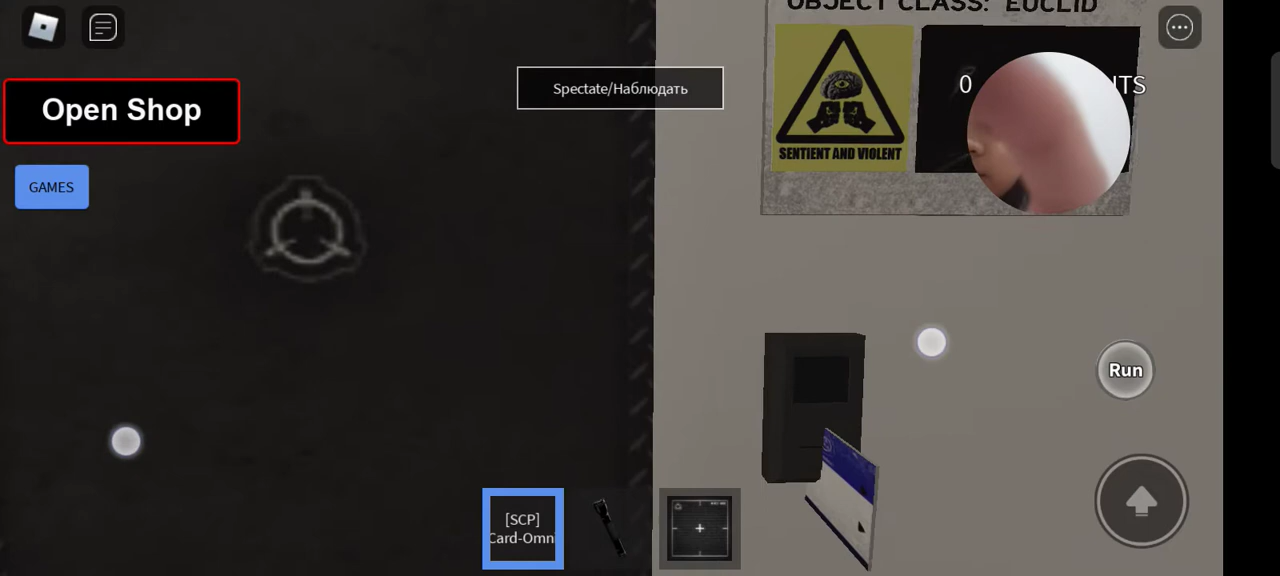 OBJECT CLASS: EUCLID
Open Shop
Spectate/Наблюдать
0
SENTIENT AND VIOLENT
GAMES
Run
[SCP]
Card-Omn